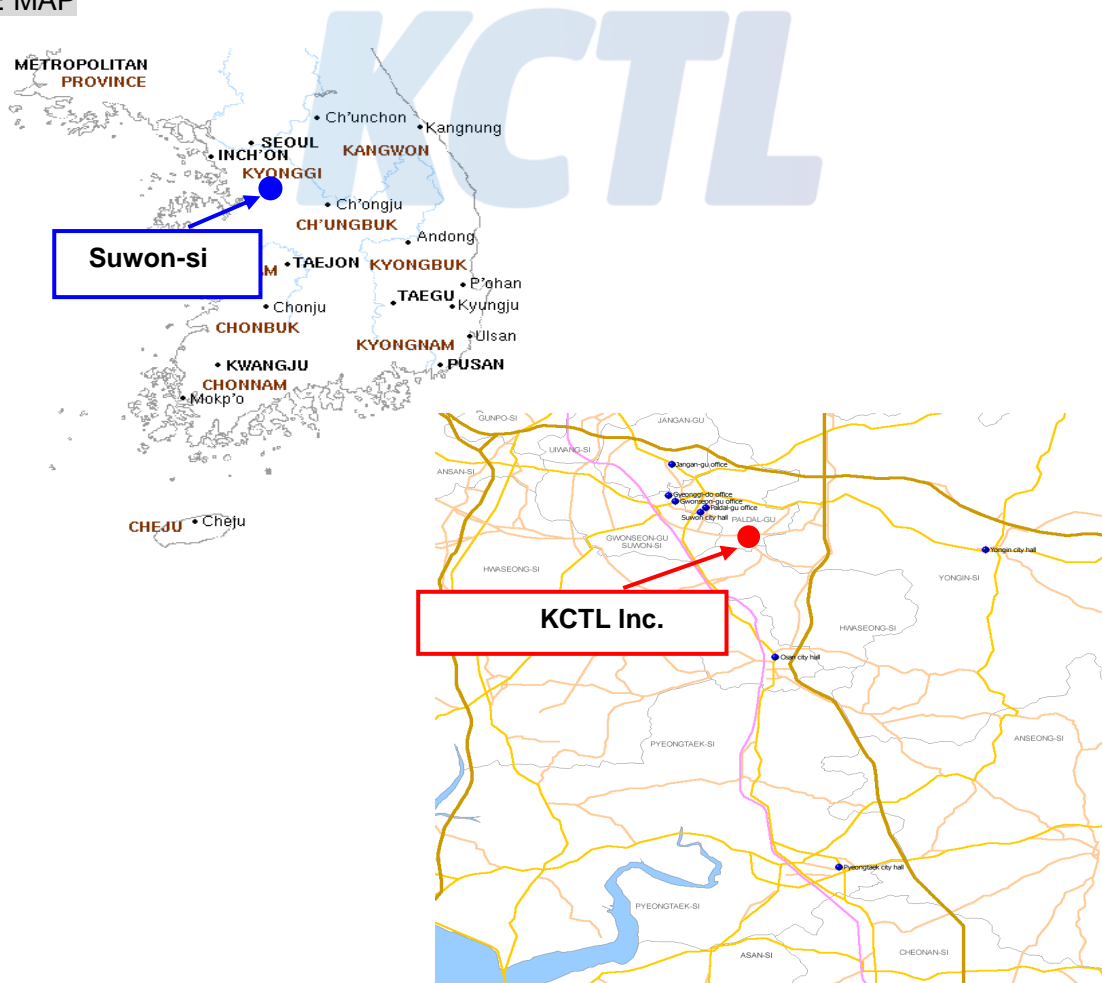 E MAP
KCTL
METROPOLITAN
PROVINCE
Ch'unchon
Kangnung
SEOUL
INCH'ON
KANGWON
KYONGGI
Ch'ongju
CH'UNGBUK
Andong
Suwon-si
AM
TAEJON
KYONGBUK
P'ohan
TAEGU
Kyungju
Chonju
CHONBUK
Ulsan
KYONGNAM
KWANGJU
PUSAN
CHONNAM
Mokp'o
CHEJU
Cheju
GUNPO-SI
JANGAN-GU
UIWANG-SI
ANSAN-SI
Jangan-gu office
Gyeonggi-do office
Gwonseon-gu office
Paldal-gu office
Suwon city hall
PALDAL-GU
GWONSEON-GU
SUWON-SI
Yongin city hall
HWASEONG-SI
YONGIN-SI
KCTL Inc.
HWASEONG-SI
Osan city hall
PYEONGTAEK-SI
ANSEONG-SI
Pyeongtaek city hall
PYEONGTAEK-SI
ASAN-SI
CHEONAN-SI